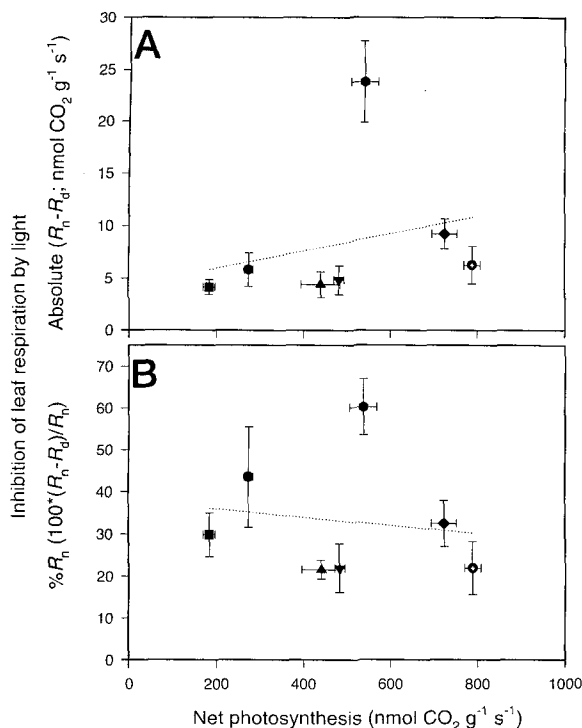 Inhibition of leaf respiration by light
A
Absolute (Rₙ-R_d; nmol CO₂ g⁻¹ s⁻¹)
30
25
20
15
10
5
0
B
%Rₙ (100*(Rₙ-R_d)/Rₙ)
70
60
50
40
30
20
10
0
0 200 400 600 800 1000
Net photosynthesis (nmol CO₂ g⁻¹ s⁻¹)